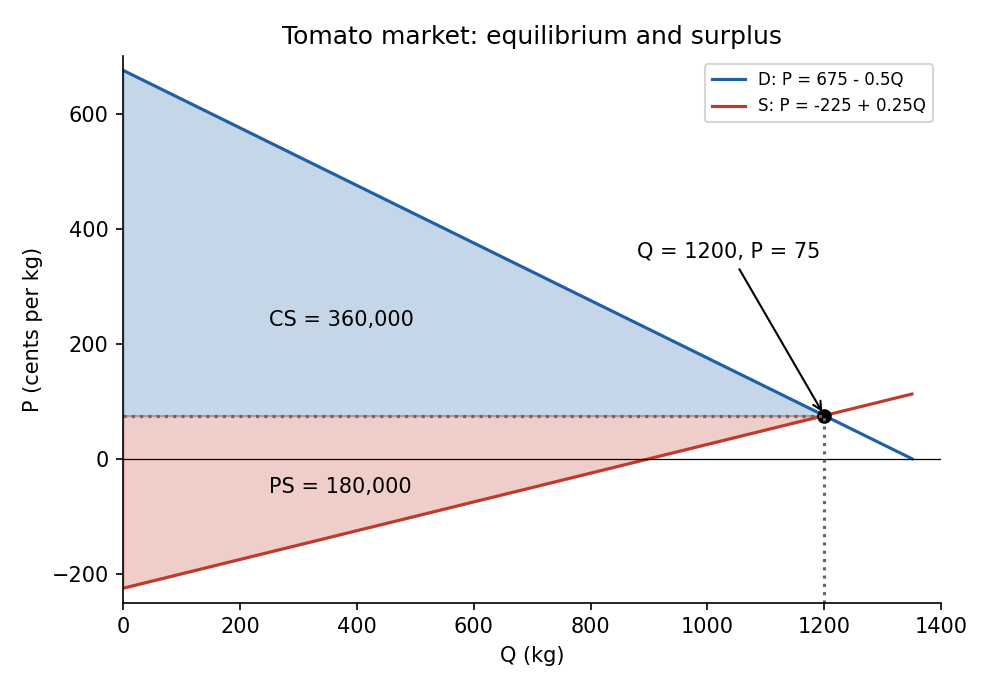 Tomato market: equilibrium and surplus
D: P = 675 - 0.5Q
S: P = -225 + 0.25Q
600
400
200
0
−200
P (cents per kg)
Q = 1200, P = 75
CS = 360,000
PS = 180,000
0
200
400
600
800
1000
1200
1400
Q (kg)